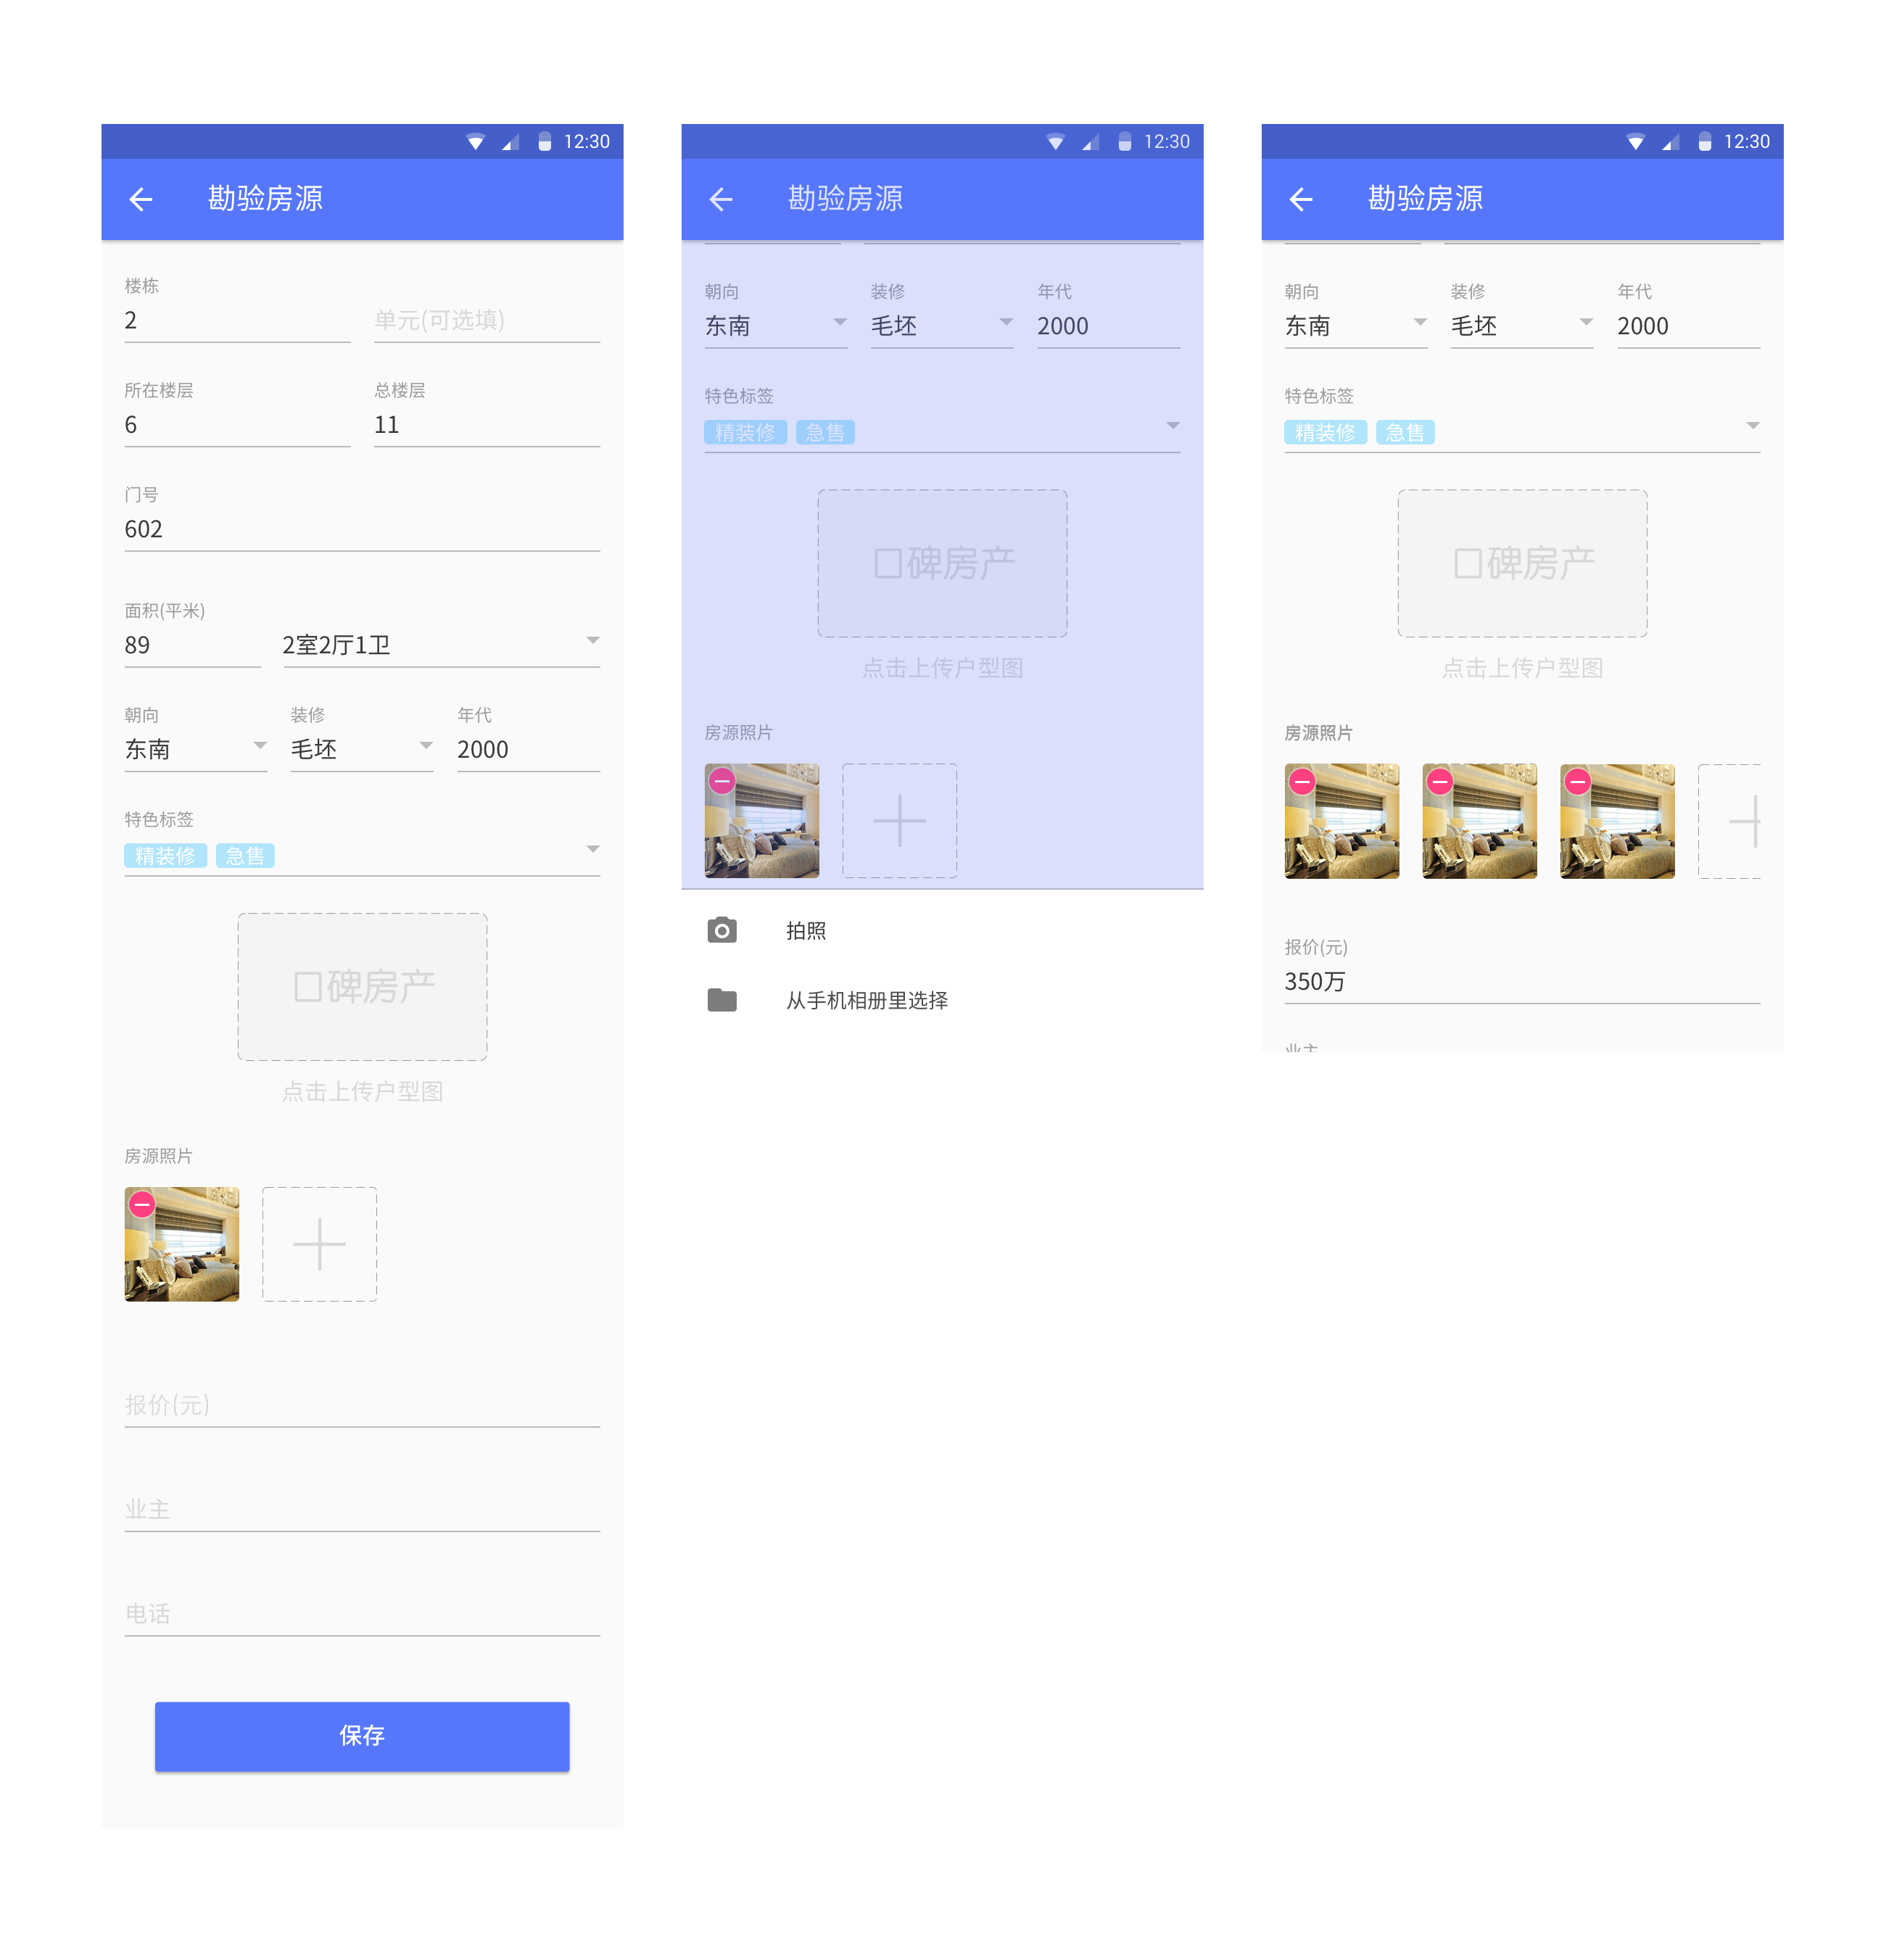 12:30
勘验房源
楼栋
2
单元(可选填)
所在楼层
总楼层
6
11
门号
602
面积(平米)
89
2室2厅1卫
朝向
装修
年代
东南
毛坯
2000
特色标签
精装修
急售
口碑房产
点击上传户型图
房源照片
报价(元)
业主
电话
保存
12:30
勘验房源
朝向
装修
年代
东南
毛坯
2000
特色标签
精装修
急售
口碑房产
点击上传户型图
房源照片
拍照
从手机相册里选择
12:30
勘验房源
朝向
装修
年代
东南
毛坯
2000
特色标签
精装修
急售
口碑房产
点击上传户型图
房源照片
报价(元)
350万
业主